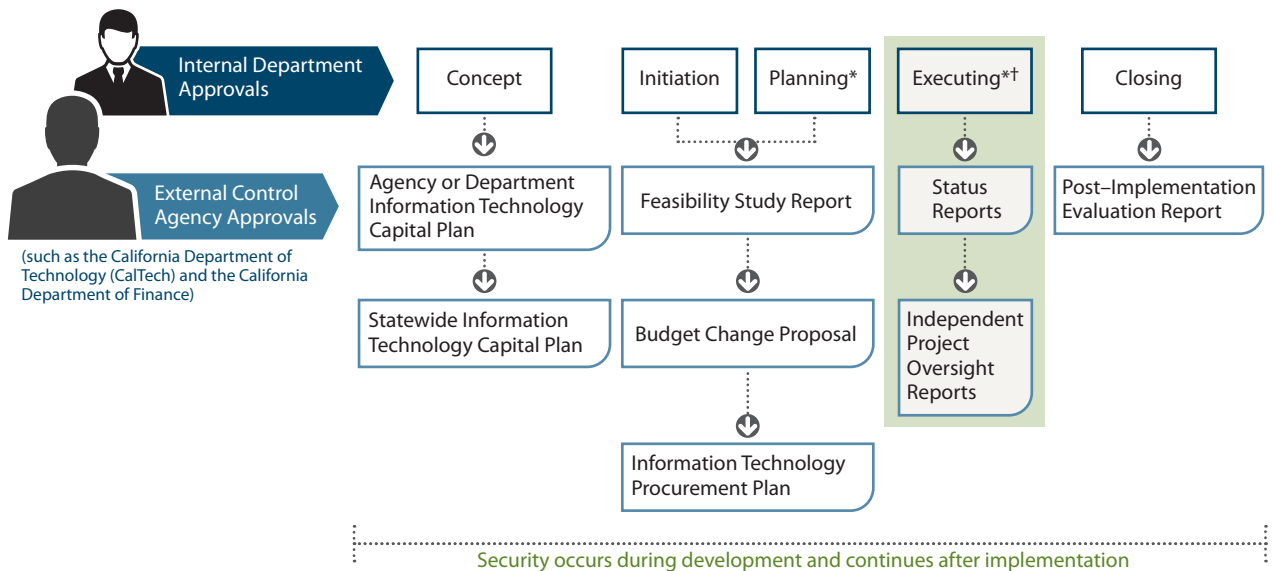 Internal Department
Approvals
Concept
Initiation
Planning*
Executing*†
Closing
External Control
Agency Approvals
(such as the California Department of
Technology (CalTech) and the California
Department of Finance)
Agency or Department
Information Technology
Capital Plan
Feasibility Study Report
Status
Reports
Post–Implementation
Evaluation Report
Statewide Information
Technology Capital Plan
Budget Change Proposal
Independent
Project
Oversight
Reports
Information Technology
Procurement Plan
Security occurs during development and continues after implementation